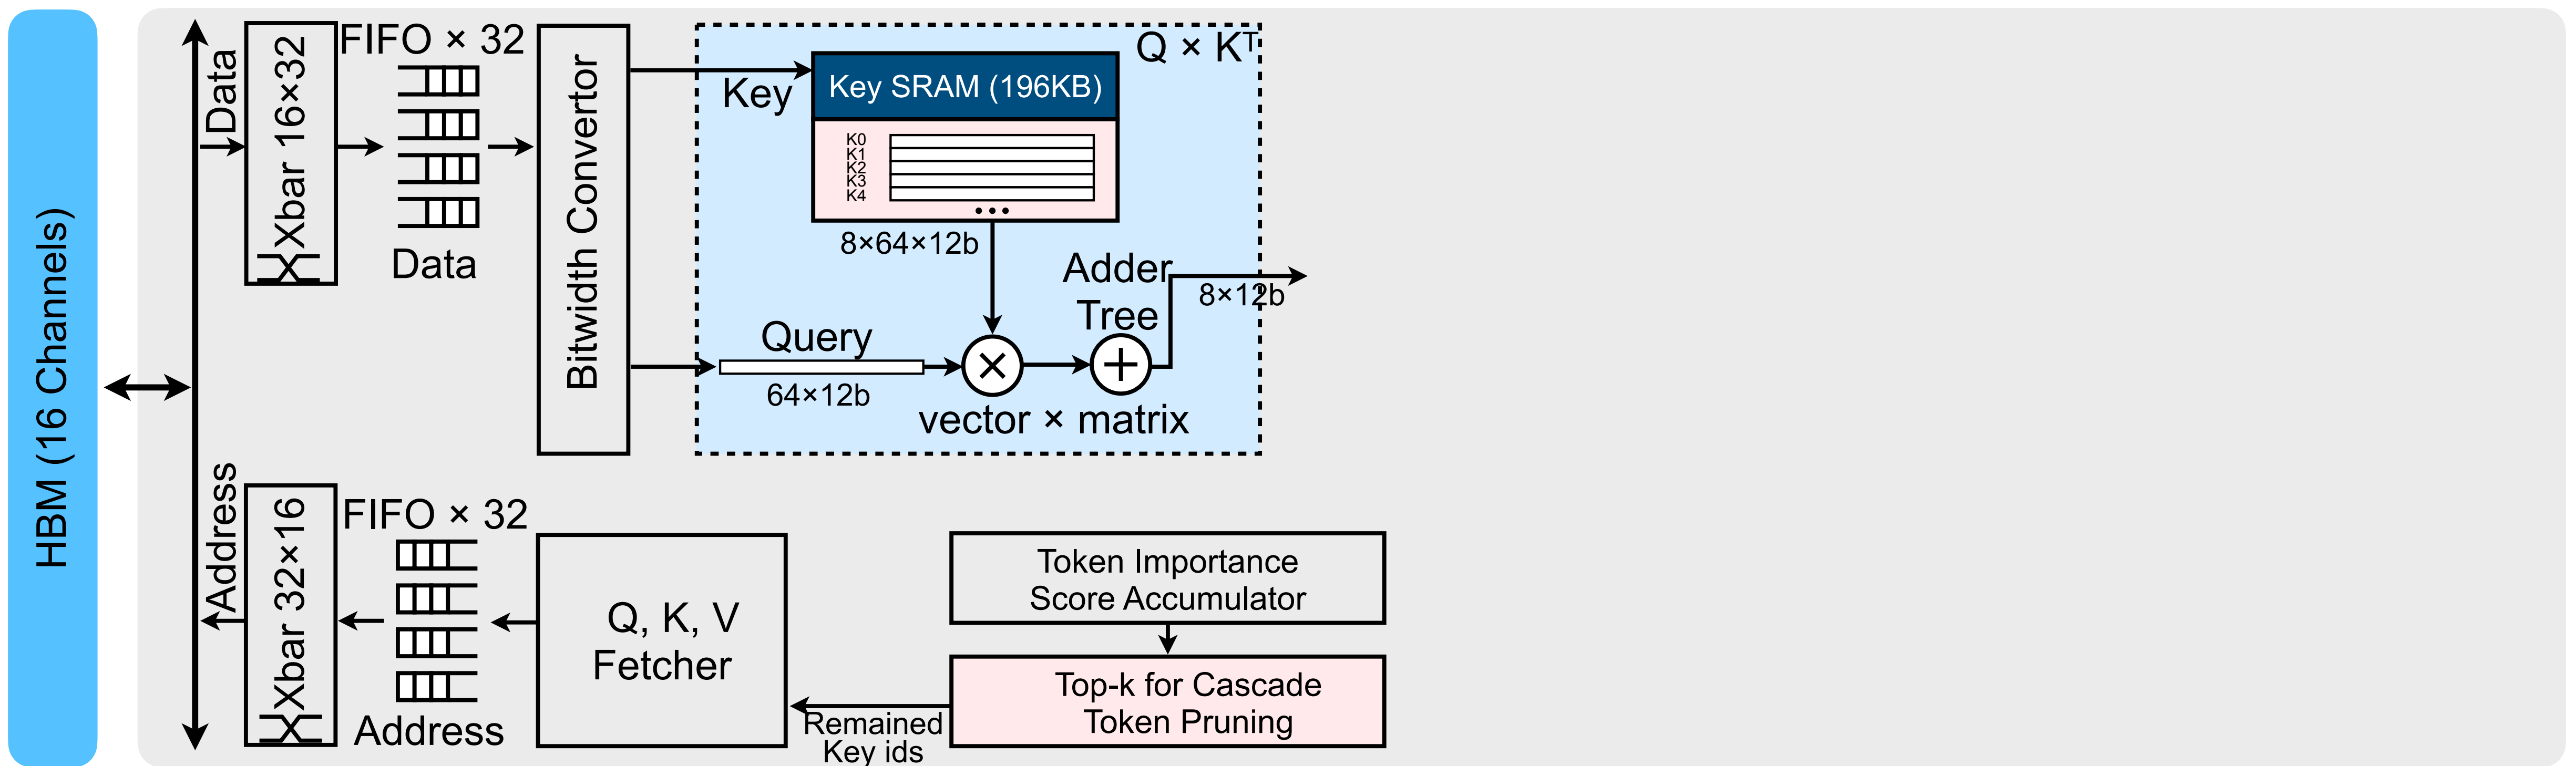 HBM (16 Channels)
Data
Xbar 16×32
FIFO × 32
Data
Bitwidth Convertor
Q × Kᵀ
Key
Key SRAM (196KB)
K0
K1
K2
K3
K4
•••
8×64×12b
Query
64×12b
Adder
Tree
8×12b
vector × matrix
Address
Xbar 32×16
FIFO × 32
Address
Q, K, V
Fetcher
Token Importance
Score Accumulator
Top-k for Cascade
Token Pruning
Remained
Key ids